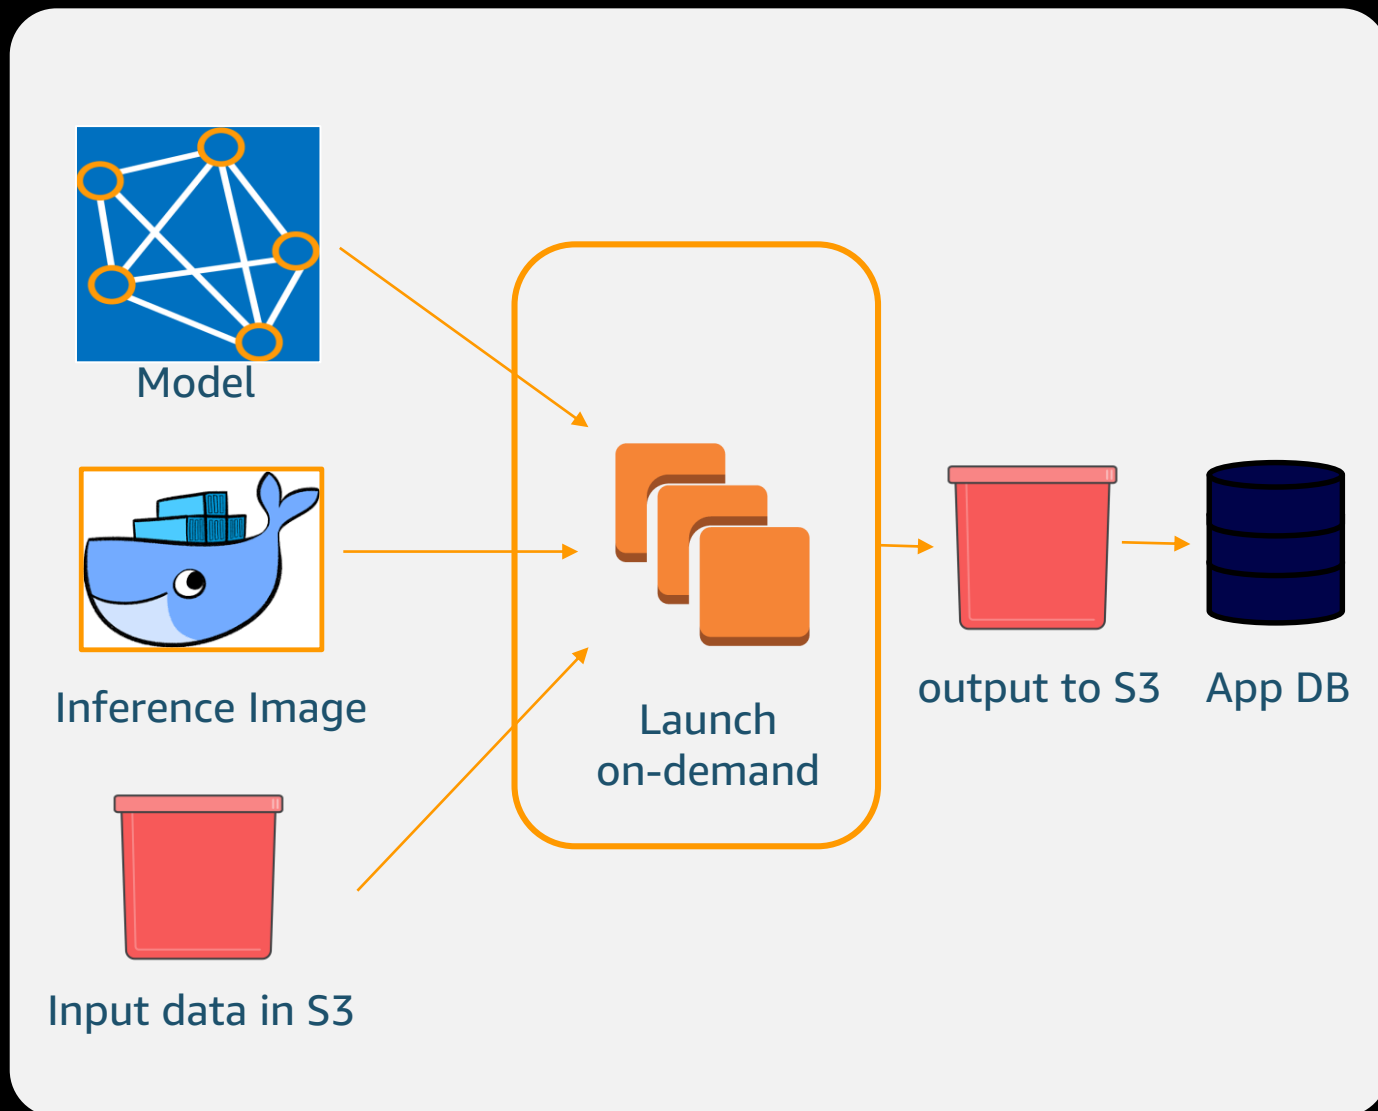 Model
Inference Image
Input data in S3
Launch
on-demand
output to S3
App DB